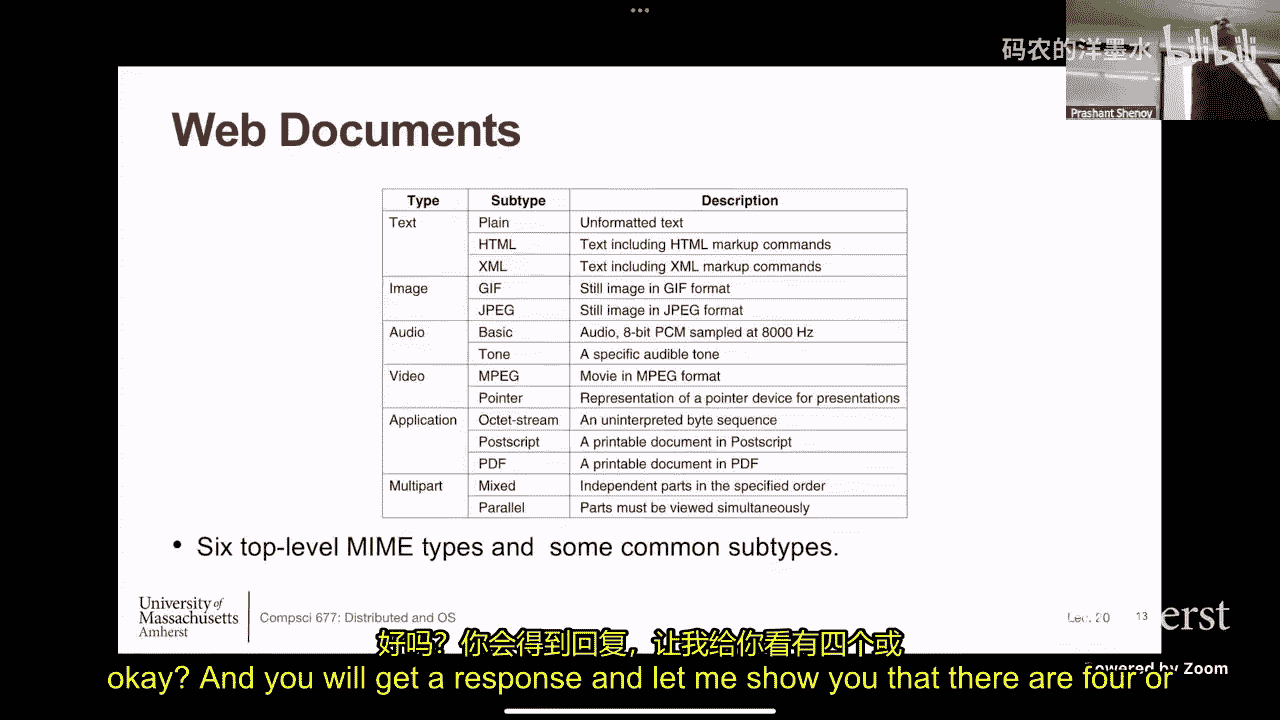 码农的洋墨水 bilibili
Prashant Shenoy
Web Documents
Type Subtype Description
Text Plain Unformatted text
HTML Text including HTML markup commands
XML Text including XML markup commands
Image GIF Still image in GIF format
JPEG Still image in JPEG format
Audio Basic Audio, 8-bit PCM sampled at 8000 Hz
Tone A specific audible tone
Video MPEG Movie in MPEG format
Pointer Representation of a pointer device for presentations
Application Octet-stream An uninterpreted byte sequence
Postscript A printable document in Postscript
PDF A printable document in PDF
Multipart Mixed Independent parts in the specified order
Parallel Parts must be viewed simultaneously
• Six top-level MIME types and some common subtypes.
University of
Massachusetts
Amherst
Compsci 677: Distributed and OS
Lec. 20 13
erst
好吗？你会得到回复，让我给你看有四个或
okay? And you will get a response and let me show you that there are four or
powered by Zoom